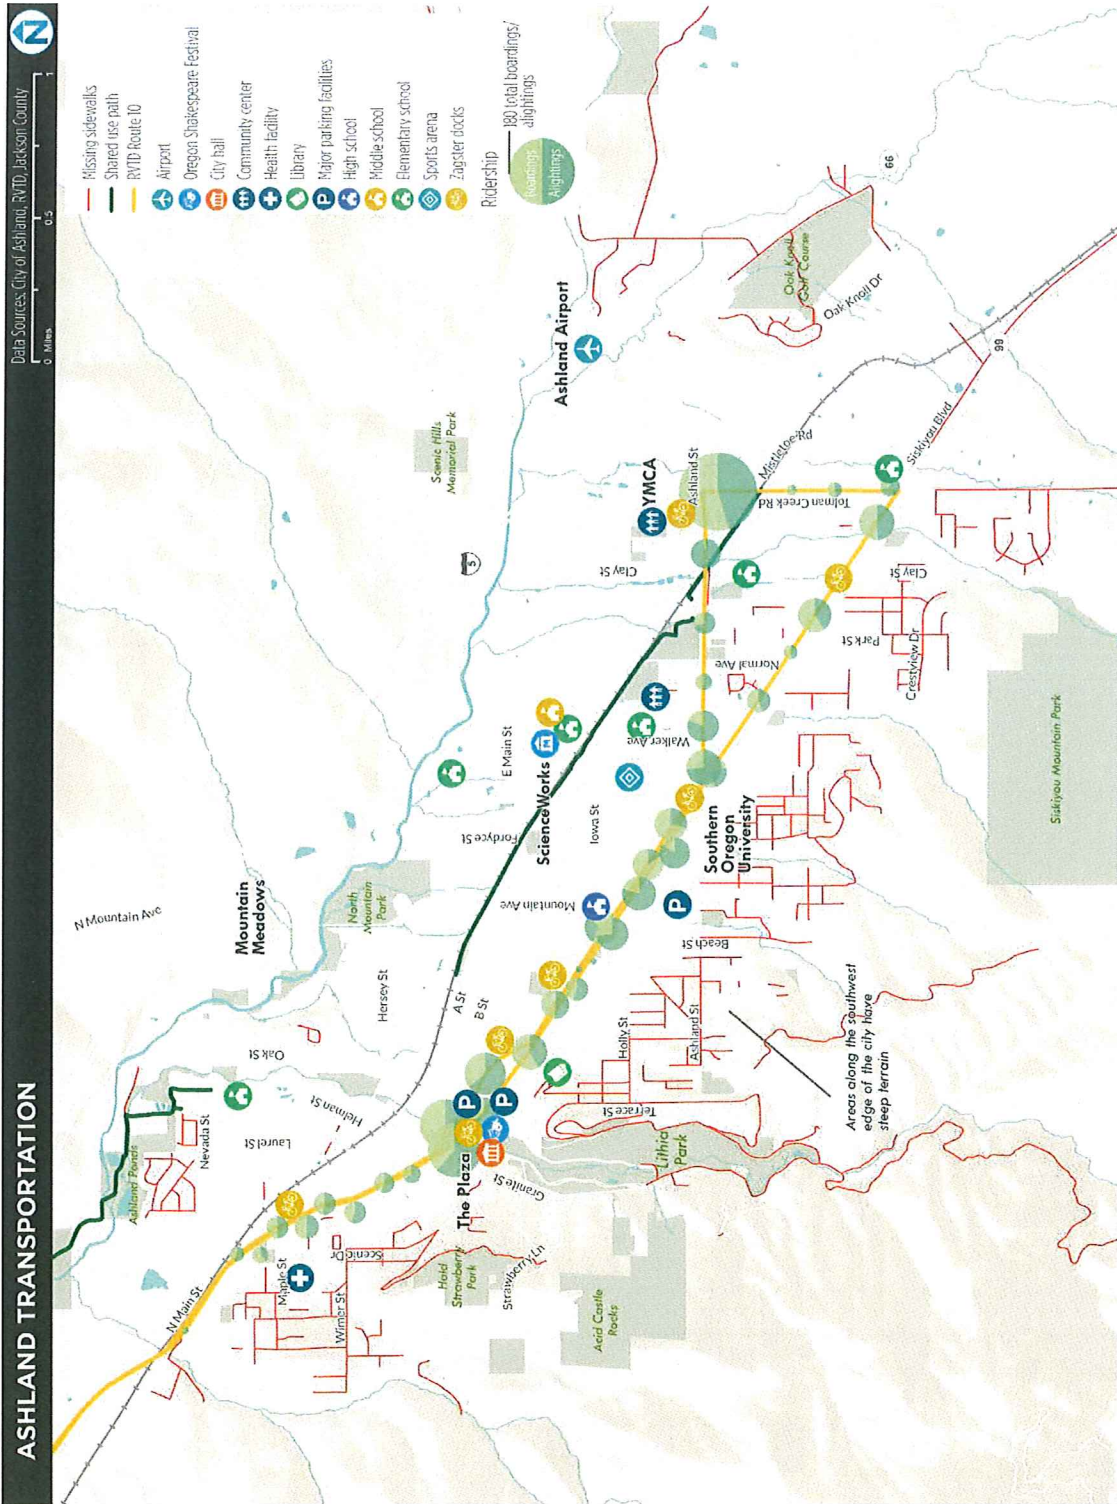 ASHLAND TRANSPORTATION
Data Sources: City of Ashland, RVTD, Jackson County
0 Miles
0.5
1
N
Missing sidewalks
Shared use path
RVTD Route 10
Airport
Oregon Shakespeare Festival
City hall
Community center
Health facility
Library
P
Major parking facilities
High school
Middle school
Elementary school
Sports arena
Zagster docks
Ridership
180 total boardings/
alightings
Boardings
Alightings
N Mountain Ave
Mountain
Meadows
North
Mountain
Park
Scenic Hills
Memorial Park
5
Ashland Airport
66
Oak Knoll
Golf Course
Oak Knoll Dr
99
Ashland Ponds
Nevada St
Oak St
Laurel St
Helman St
Hersey St
A St
B St
Fordyce St
E Main St
ScienceWorks
Iowa St
Walker Ave
Mountain Ave
Clay St
YMCA
Ashland St
Mistletoe Rd
Tolman Creek Rd
Siskiyou Blvd
Normal Ave
Park St
Clay St
Crestview Dr
Siskiyou Mountain Park
N Main St
Maple St
Wimer St
Scenic Dr
The Plaza
P
P
Granite St
Hald
Strawberry
Park
Strawberry Ln
Acid Castle
Rocks
Lithia
Park
Terrace St
Holly St
Ashland St
Beach St
P
Southern
Oregon
University
Areas along the southwest
edge of the city have
steep terrain